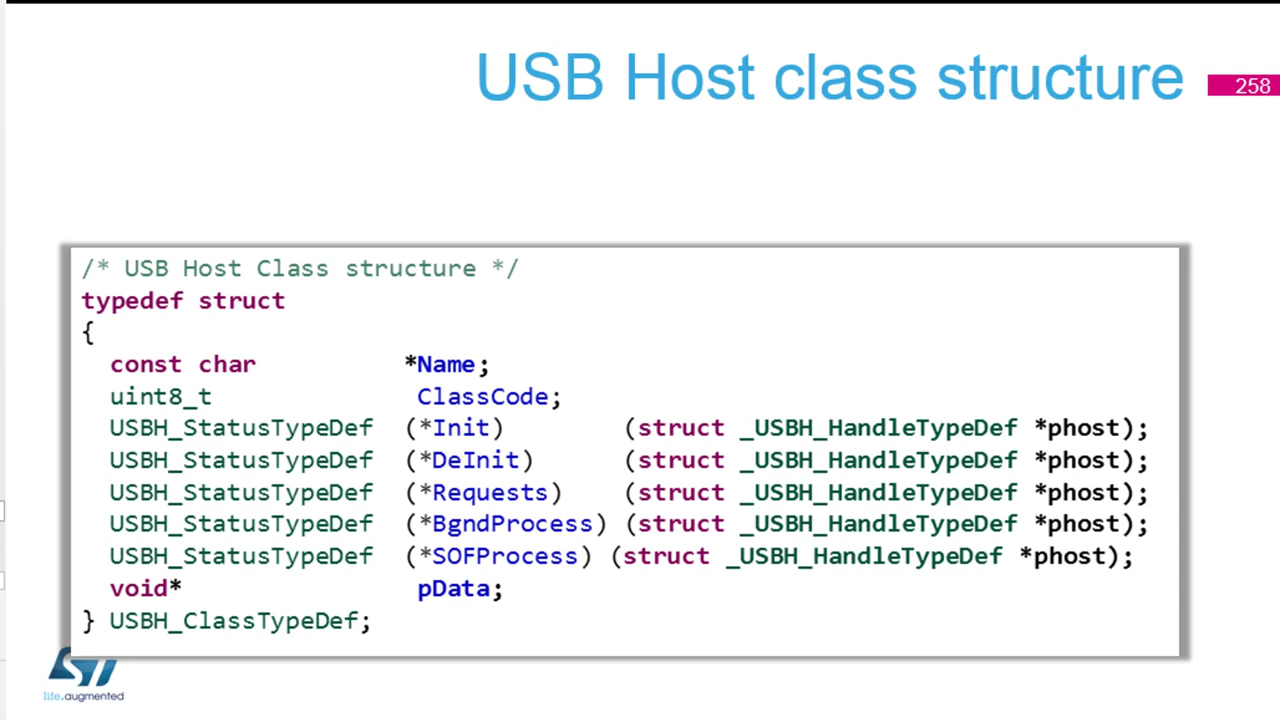 USB Host class structure
258
/* USB Host Class structure */
typedef struct
{
const char *Name;
uint8_t ClassCode;
USBH_StatusTypeDef (*Init) (struct _USBH_HandleTypeDef *phost);
USBH_StatusTypeDef (*DeInit) (struct _USBH_HandleTypeDef *phost);
USBH_StatusTypeDef (*Requests) (struct _USBH_HandleTypeDef *phost);
USBH_StatusTypeDef (*BgndProcess) (struct _USBH_HandleTypeDef *phost);
USBH_StatusTypeDef (*SOFProcess) (struct _USBH_HandleTypeDef *phost);
void* pData;
} USBH_ClassTypeDef;
ST
life.augmented